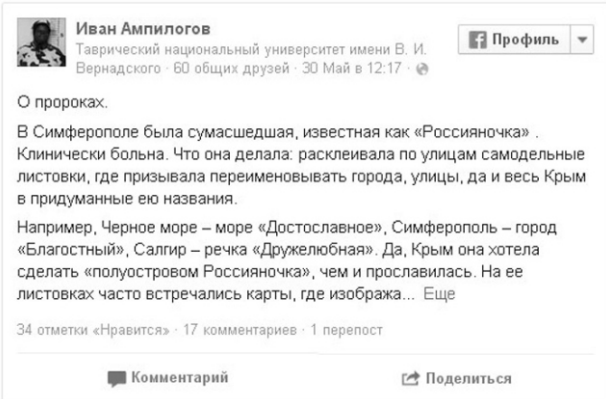 Иван Ампилогов
Таврический национальный университет имени В. И.
Вернадского · 60 общих друзей · 30 Май в 12:17 ·
Профиль
О пророках.
В Симферополе была сумасшедшая, известная как «Россияночка» .
Клинически больна. Что она делала: расклеивала по улицам самодельные
листовки, где призывала переименовывать города, улицы, да и весь Крым
в придуманные ею названия.
Например, Черное море – море «Достославное», Симферополь – город
«Благостный», Салгир – речка «Дружелюбная». Да, Крым она хотела
сделать «полуостровом Россияночка», чем и прославилась. На ее
листовках часто встречались карты, где изобража... Еще
34 отметки «Нравится» · 17 комментариев · 1 перепост
Комментарий
Поделиться